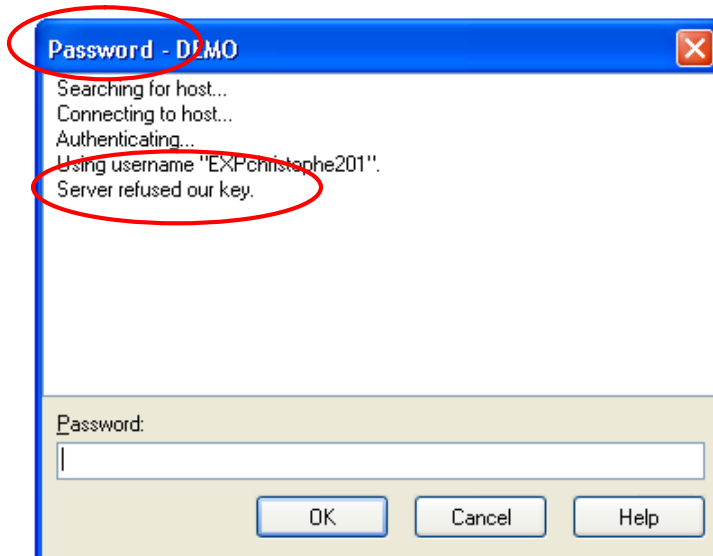 Password - DEMO
Searching for host...
Connecting to host...
Authenticating...
Using username "EXPchristophe201".
Server refused our key.
Password:
OK Cancel Help